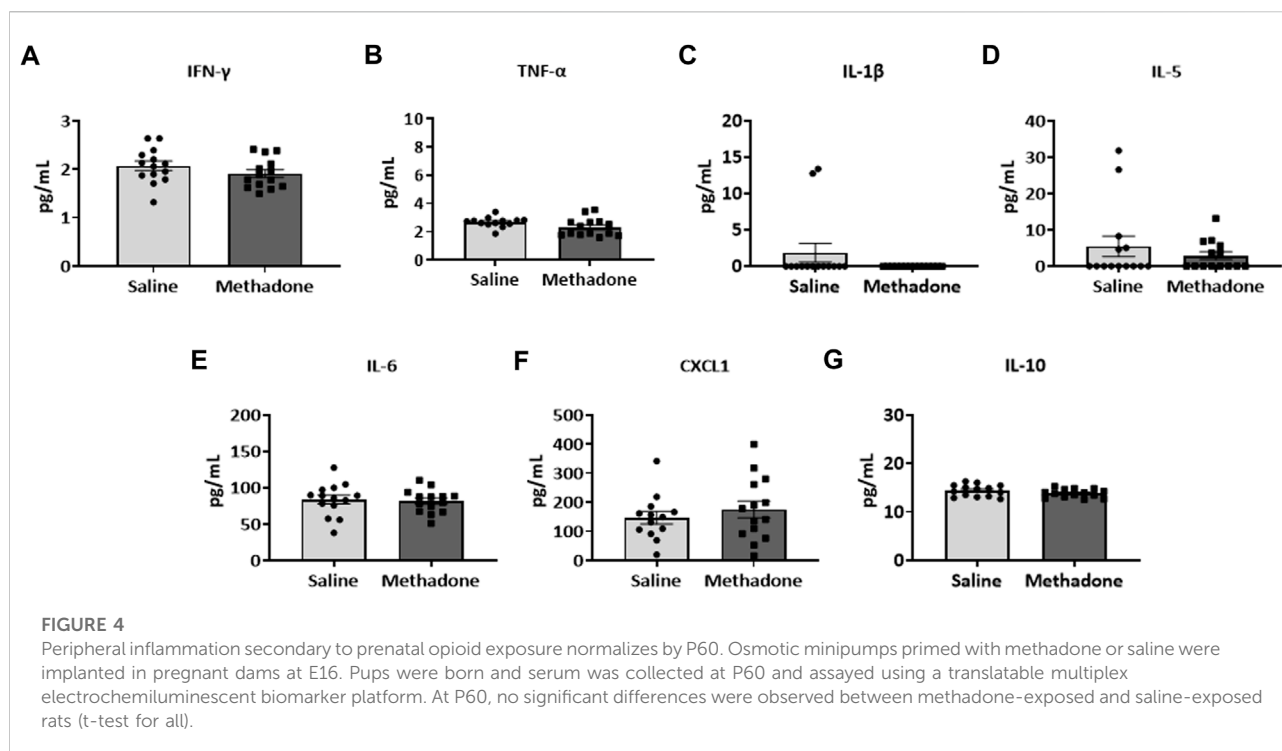 A
IFN-γ
pg/mL
3
2
1
0
Saline Methadone
B
TNF-α
pg/mL
10
8
6
4
2
0
Saline Methadone
C
IL-1β
pg/mL
20
15
10
5
0
Saline Methadone
D
IL-5
pg/mL
40
30
20
10
0
Saline Methadone
E
IL-6
pg/mL
200
150
100
50
0
Saline Methadone
F
CXCL1
pg/mL
500
400
300
200
100
0
Saline Methadone
G
IL-10
pg/mL
30
20
10
0
Saline Methadone
FIGURE 4
Peripheral inflammation secondary to prenatal opioid exposure normalizes by P60. Osmotic minipumps primed with methadone or saline were
implanted in pregnant dams at E16. Pups were born and serum was collected at P60 and assayed using a translatable multiplex
electrochemiluminescent biomarker platform. At P60, no significant differences were observed between methadone-exposed and saline-exposed
rats (t-test for all).